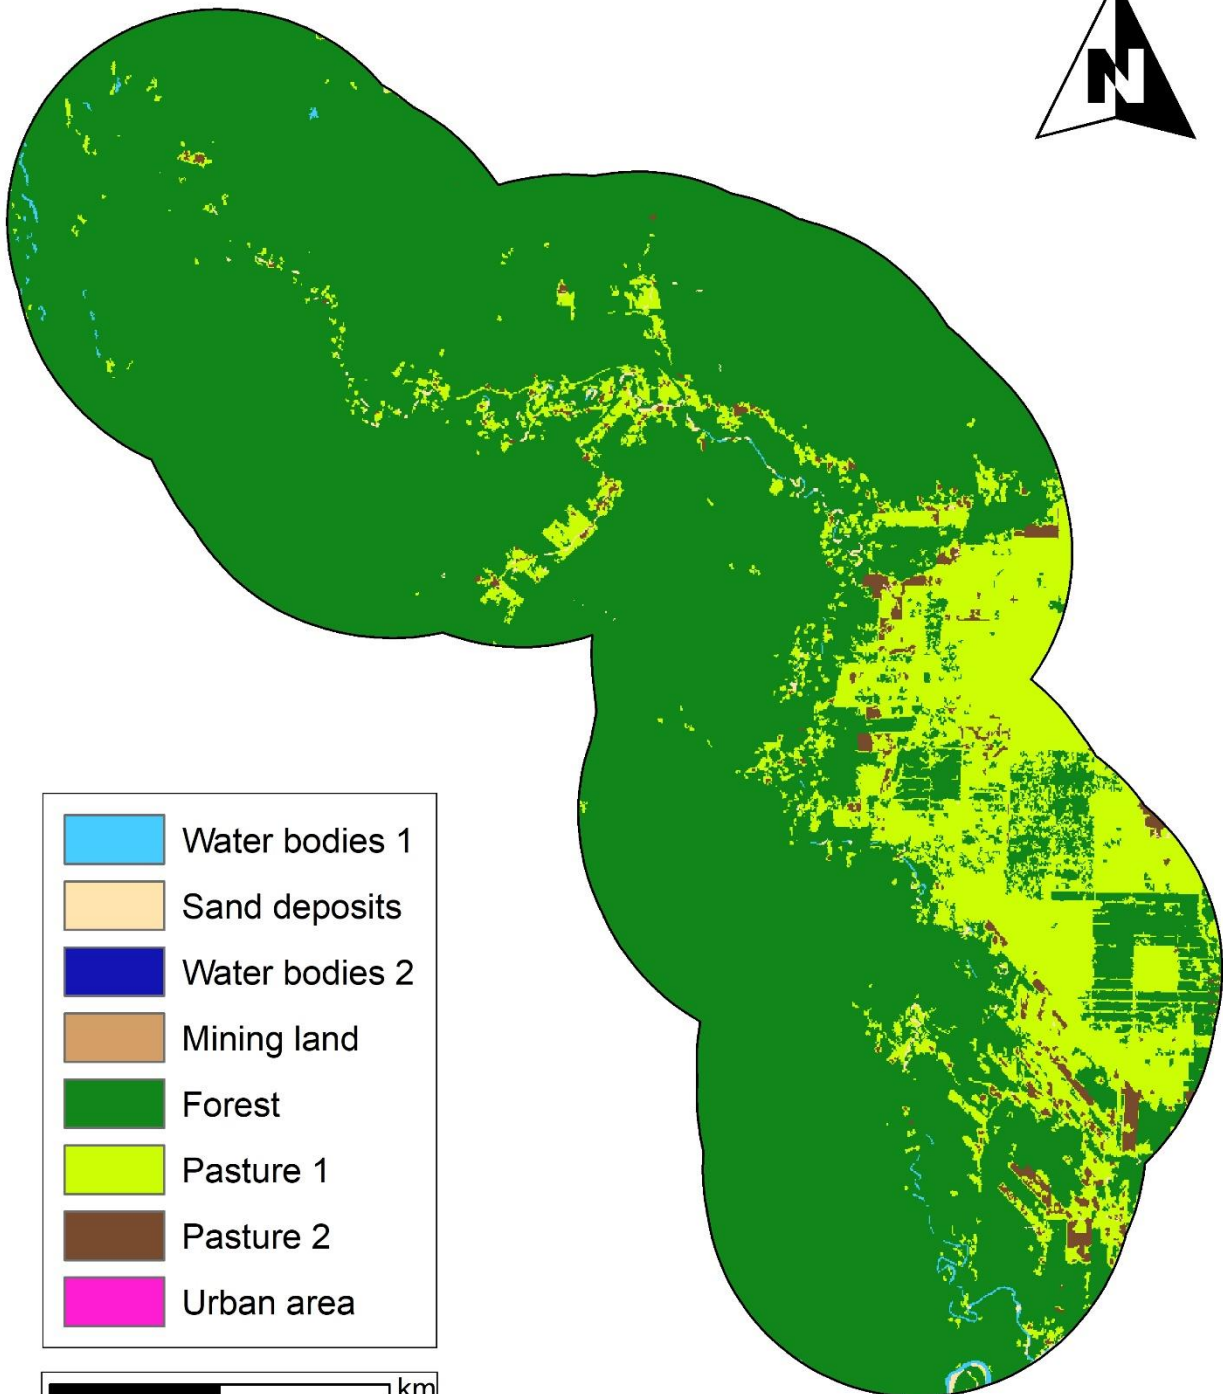 N
Water bodies 1
Sand deposits
Water bodies 2
Mining land
Forest
Pasture 1
Pasture 2
Urban area
km